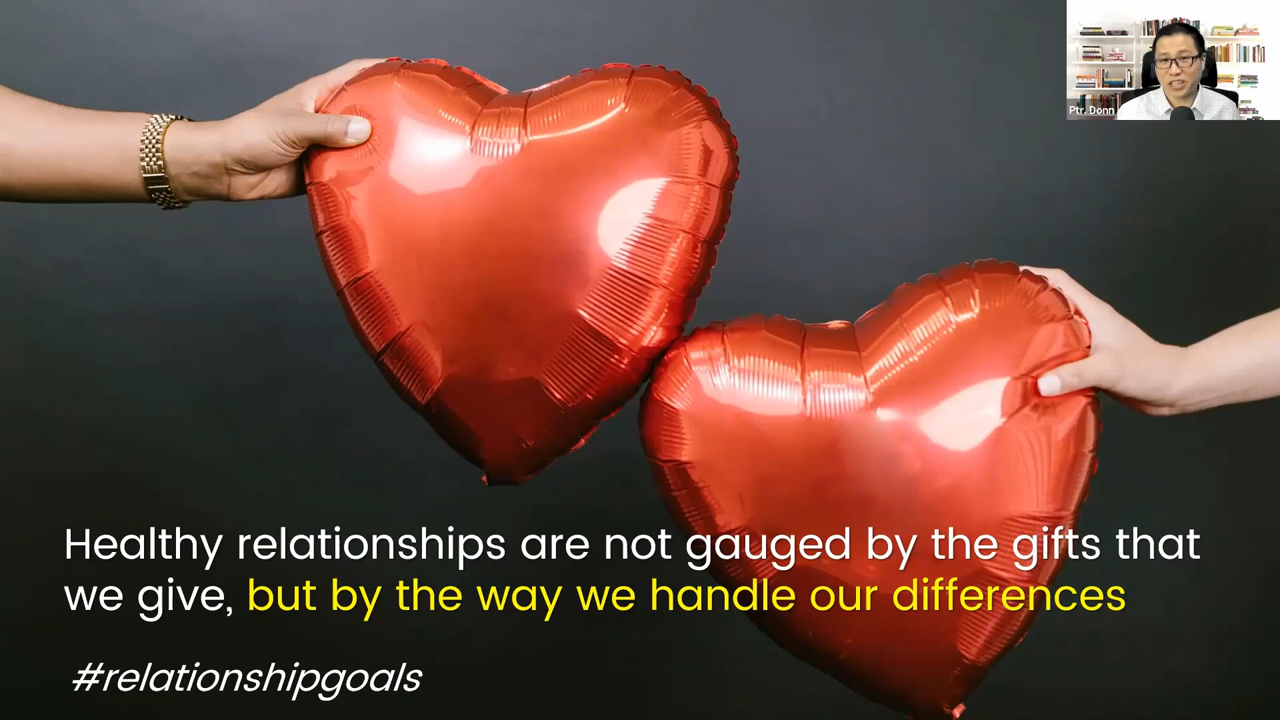 Ptr. Donn
Healthy relationships are not gauged by the gifts that
we give, but by the way we handle our differences
#relationshipgoals